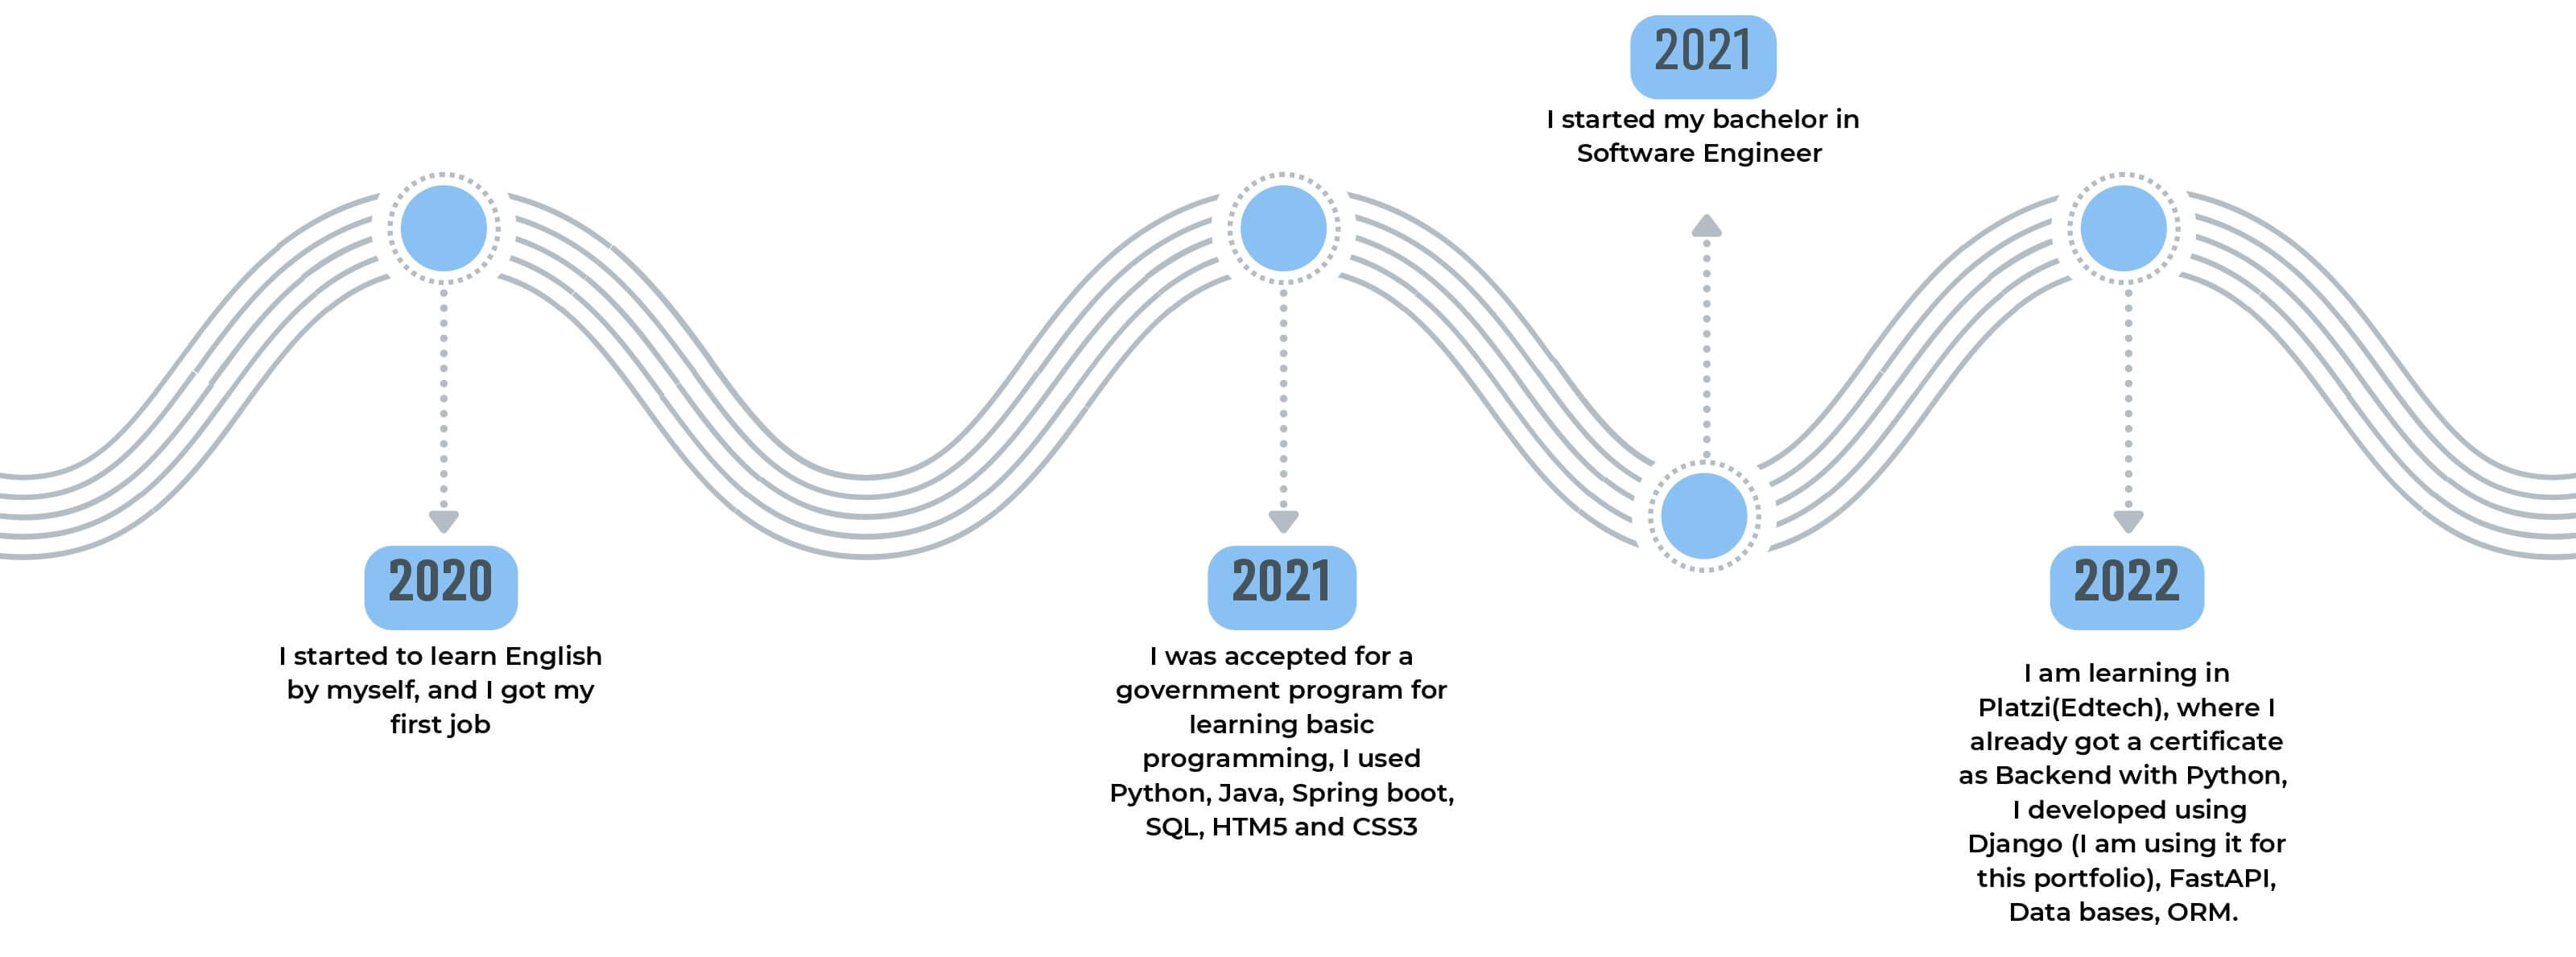 2020
I started to learn English
by myself, and I got my
first job
2021
I was accepted for a
government program for
learning basic
programming, I used
Python, Java, Spring boot,
SQL, HTM5 and CSS3
2021
I started my bachelor in
Software Engineer
2022
I am learning in
Platzi(Edtech), where I
already got a certificate
as Backend with Python,
I developed using
Django (I am using it for
this portfolio), FastAPI,
Data bases, ORM.